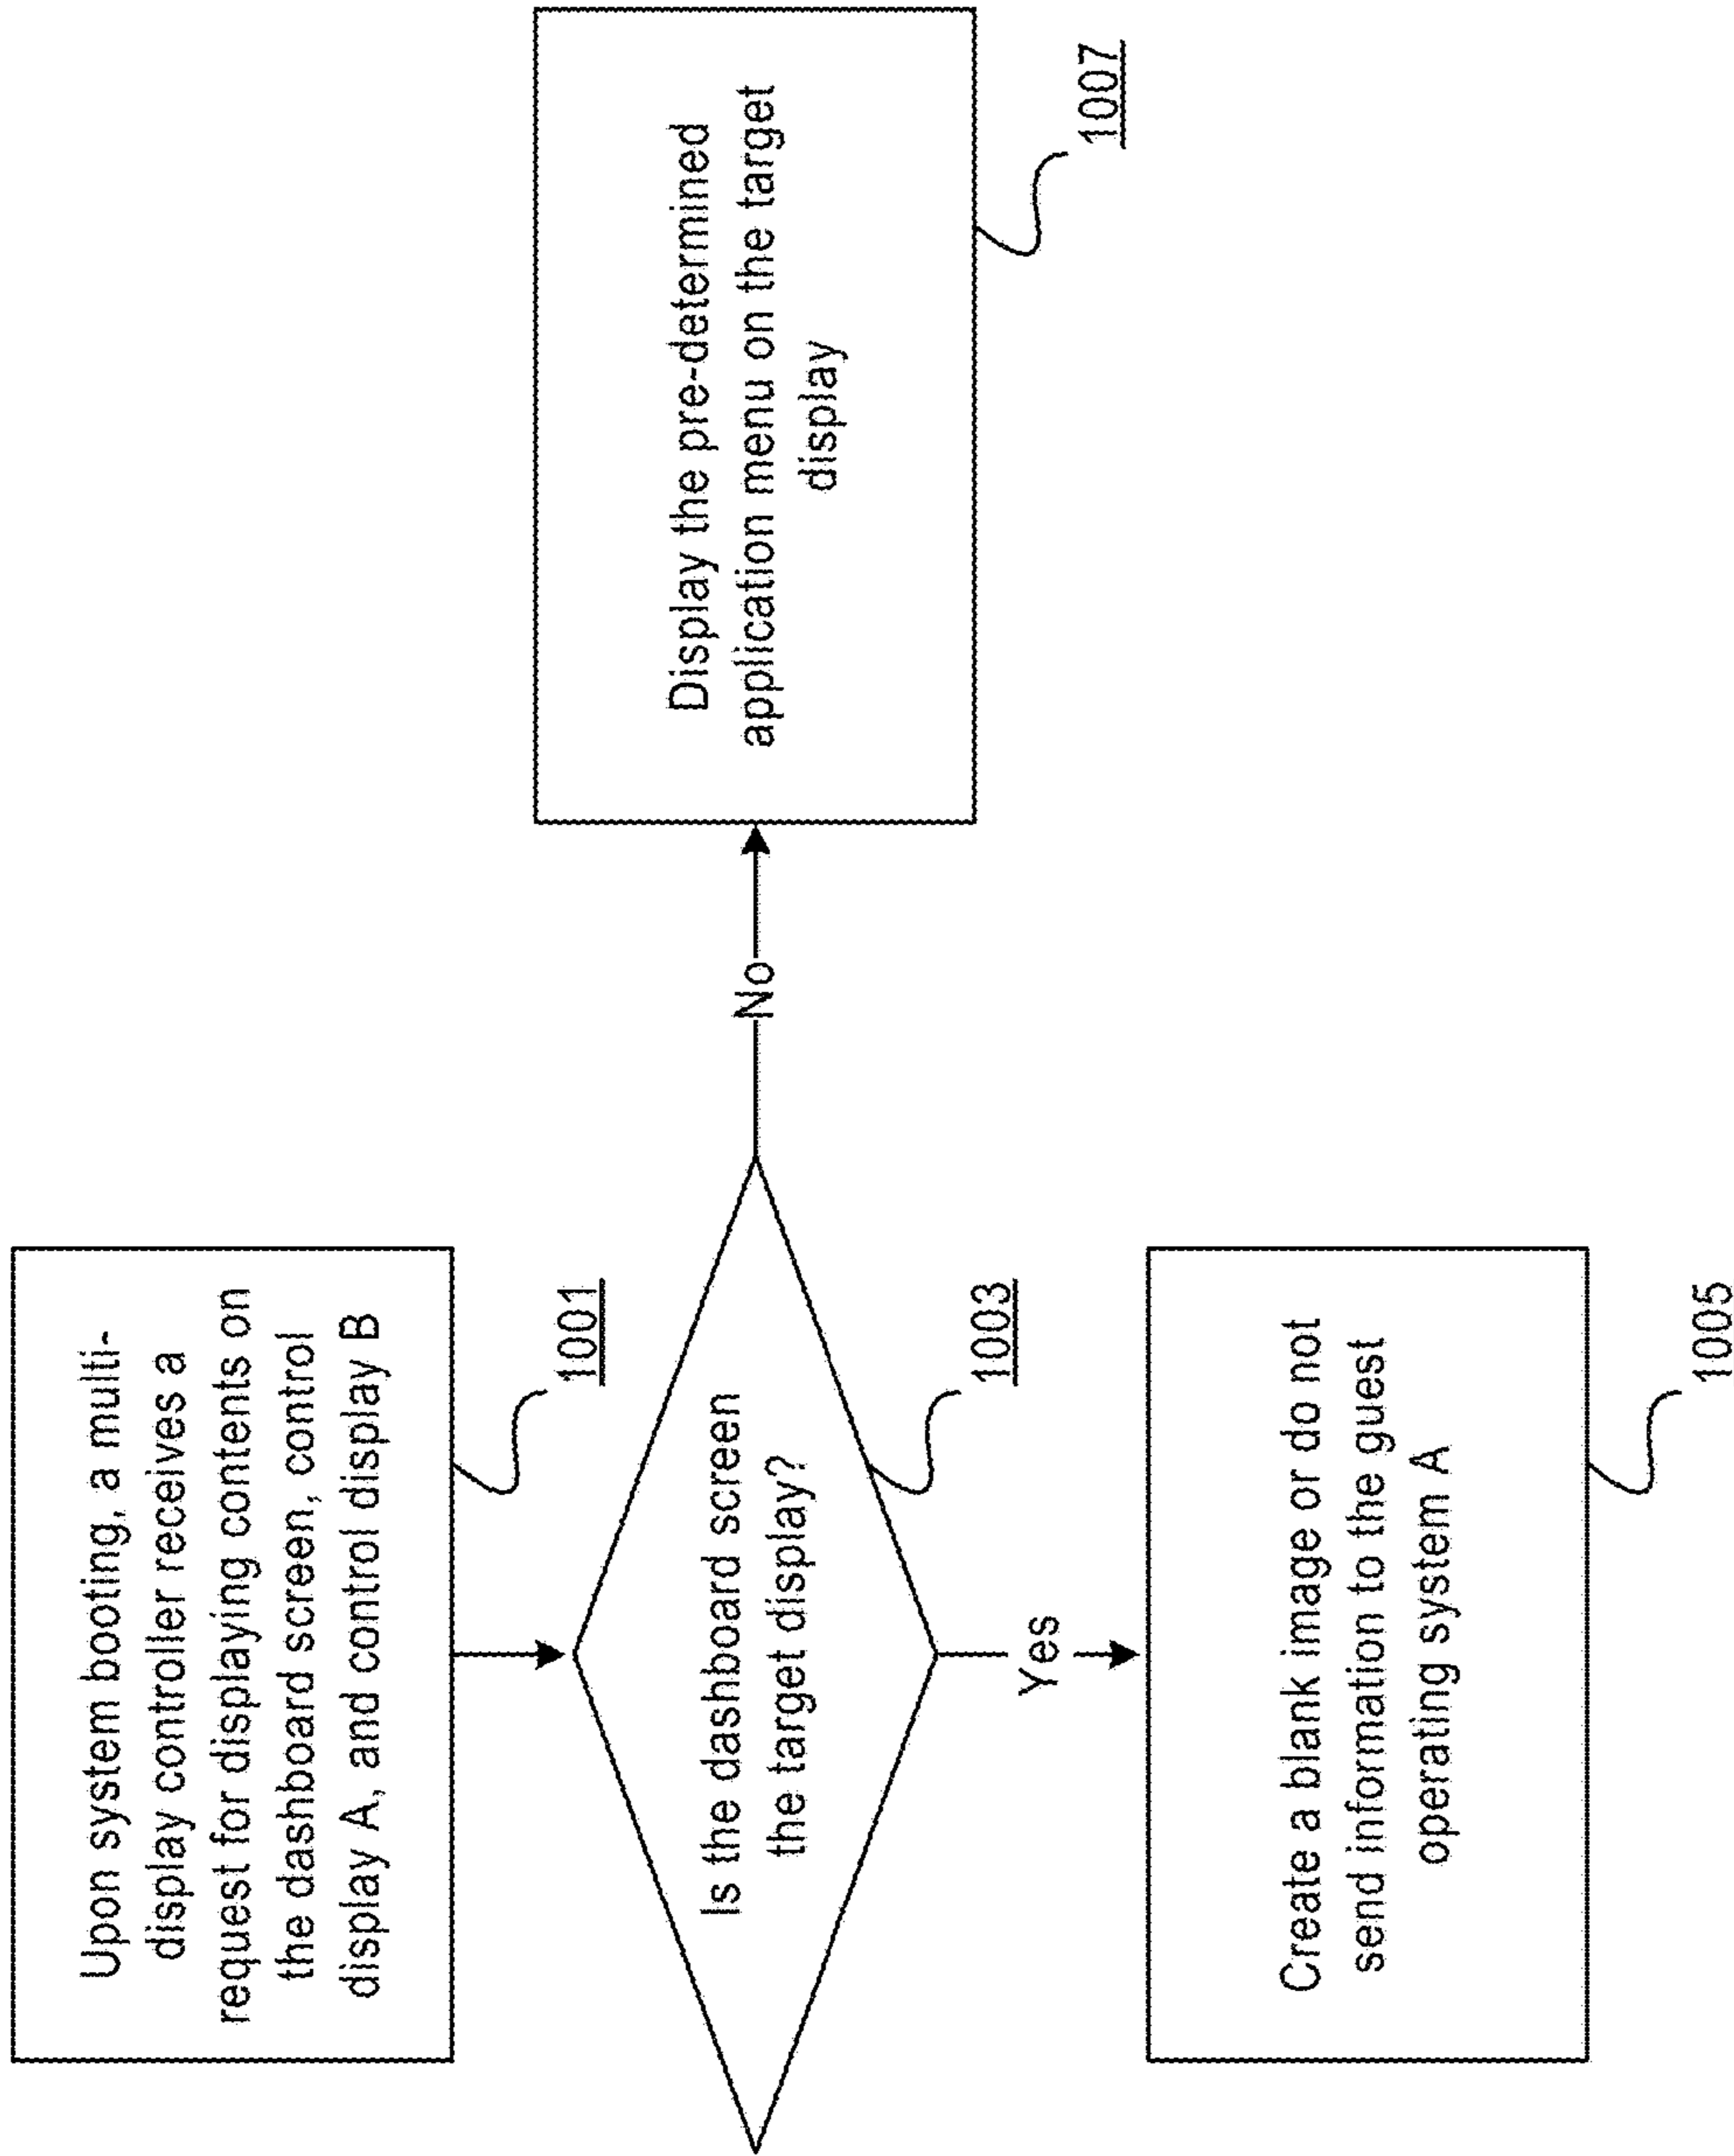 Upon system booting, a multi-
display controller receives a
request for displaying contents on
the dashboard screen, control
display A, and control display B
1001
Is the dashboard screen
the target display?
1003
No
Display the pre-determined
application menu on the target
display
1007
Yes
Create a blank image or do not
send information to the guest
operating system A
1005